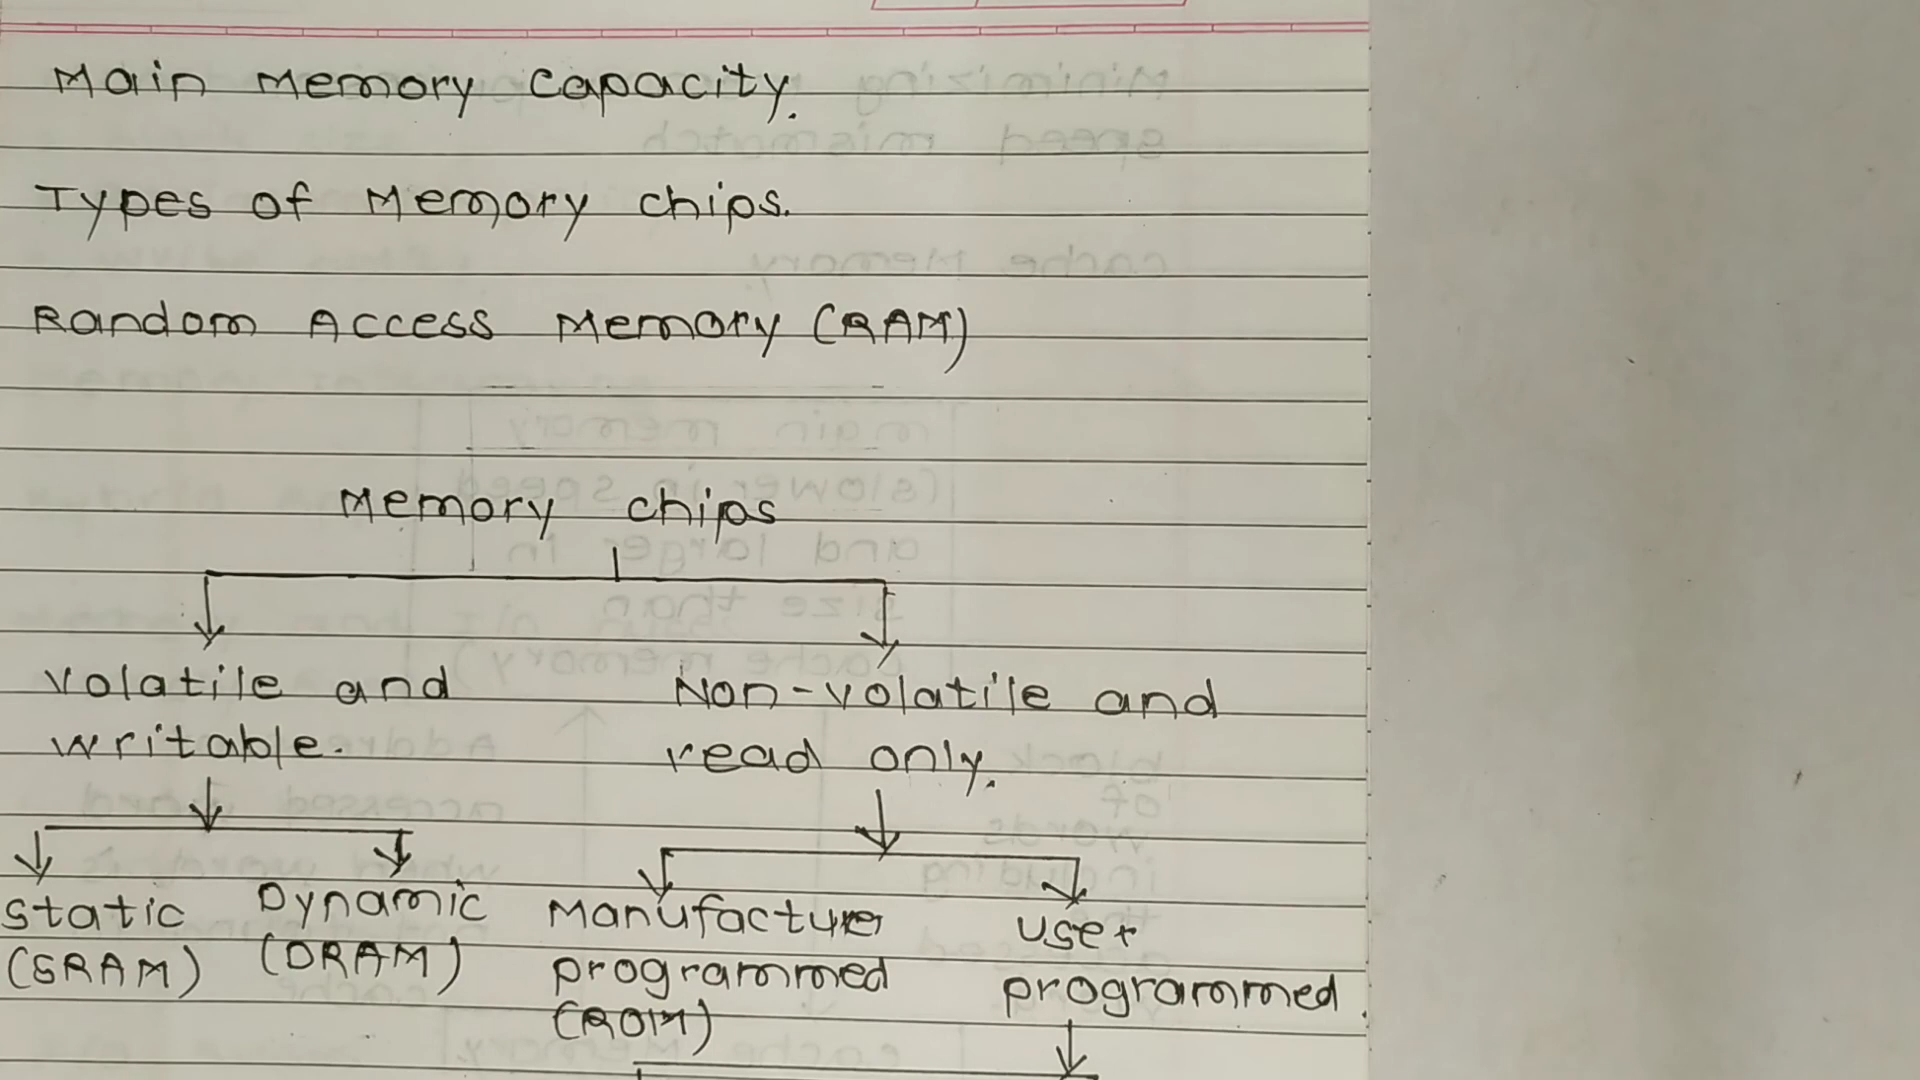 Main Memory Capacity.
Types of Memory chips.
Random Access Memory (RAM)
Memory chips
Volatile and
writable.
Non-volatile and
read only.
Static
(SRAM)
Dynamic
(DRAM)
Manufacturer
programmed
(ROM)
user
programmed.